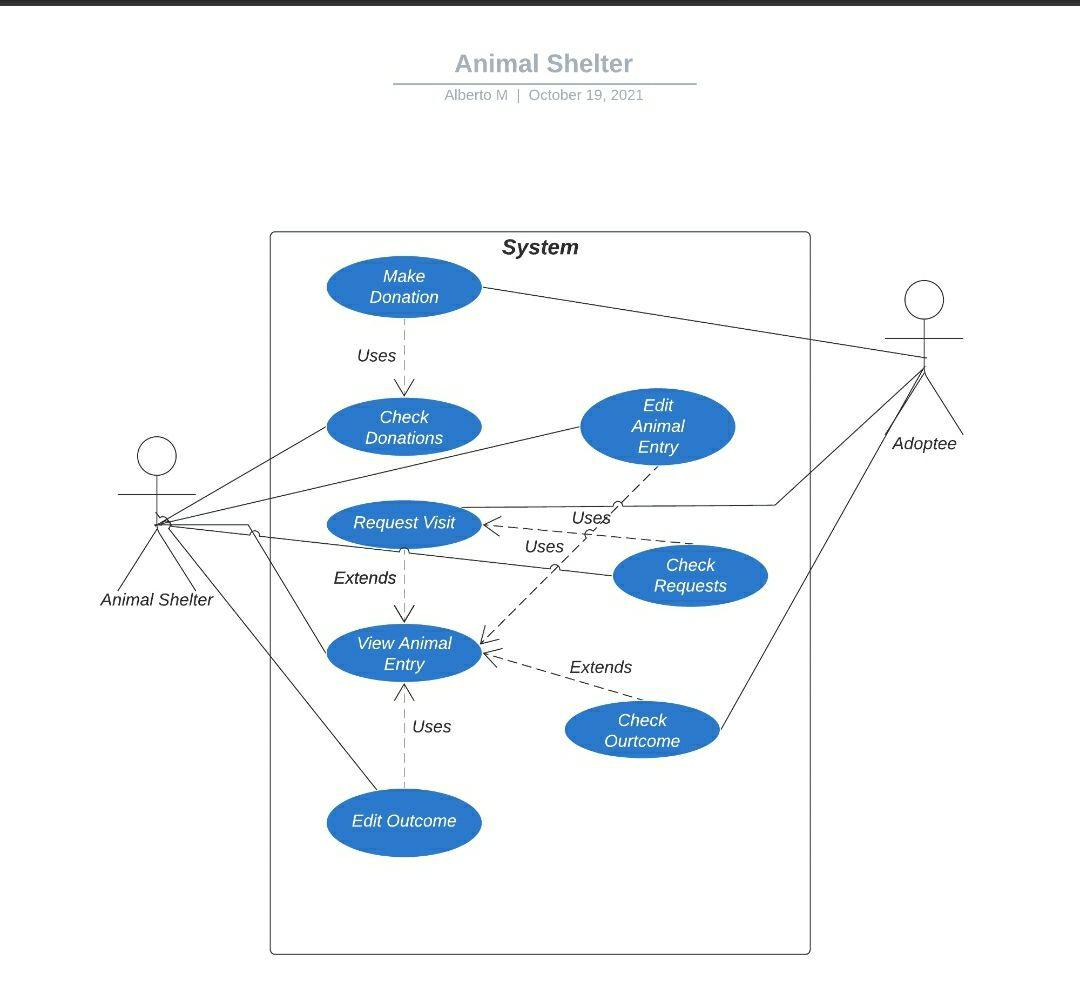 Animal Shelter
Alberto M | October 19, 2021
System
Make
Donation
Uses
Check
Donations
Edit
Animal
Entry
Adoptee
Request Visit
Uses
Uses
Check
Requests
Extends
Animal Shelter
View Animal
Entry
Extends
Check
Ourtcome
Uses
Edit Outcome